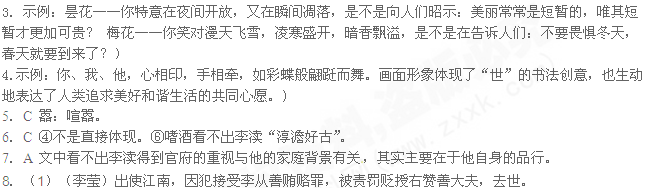 3．示例：昙花——你特意在夜间开放，又在瞬间凋落，是不是向人们昭示：美丽常常是短暂的，唯其短
暂才更加可贵？ 梅花——你笑对漫天飞雪，凌寒盛开，暗香飘溢，是不是在告诉人们：不要畏惧冬天，
春天就要到来了？)
4.示例：你、我、他，心相印，手相牵，如彩蝶般翩跹而舞。画面形象体现了“世”的书法创意，也生动
地表达了人类追求美好和谐生活的共同心愿。)
5．C 嚣：喧嚣。
6．C ④不是直接体现。⑥嗜酒看不出李渎“淳澹好古”。
7．A 文中看不出李渎得到官府的重视与他的家庭背景有关，其实主要在于他自身的品行。
8．（1）（李莹）出使江南，因犯接受李从善贿赂罪，被责罚贬授右赞善大夫，去世。